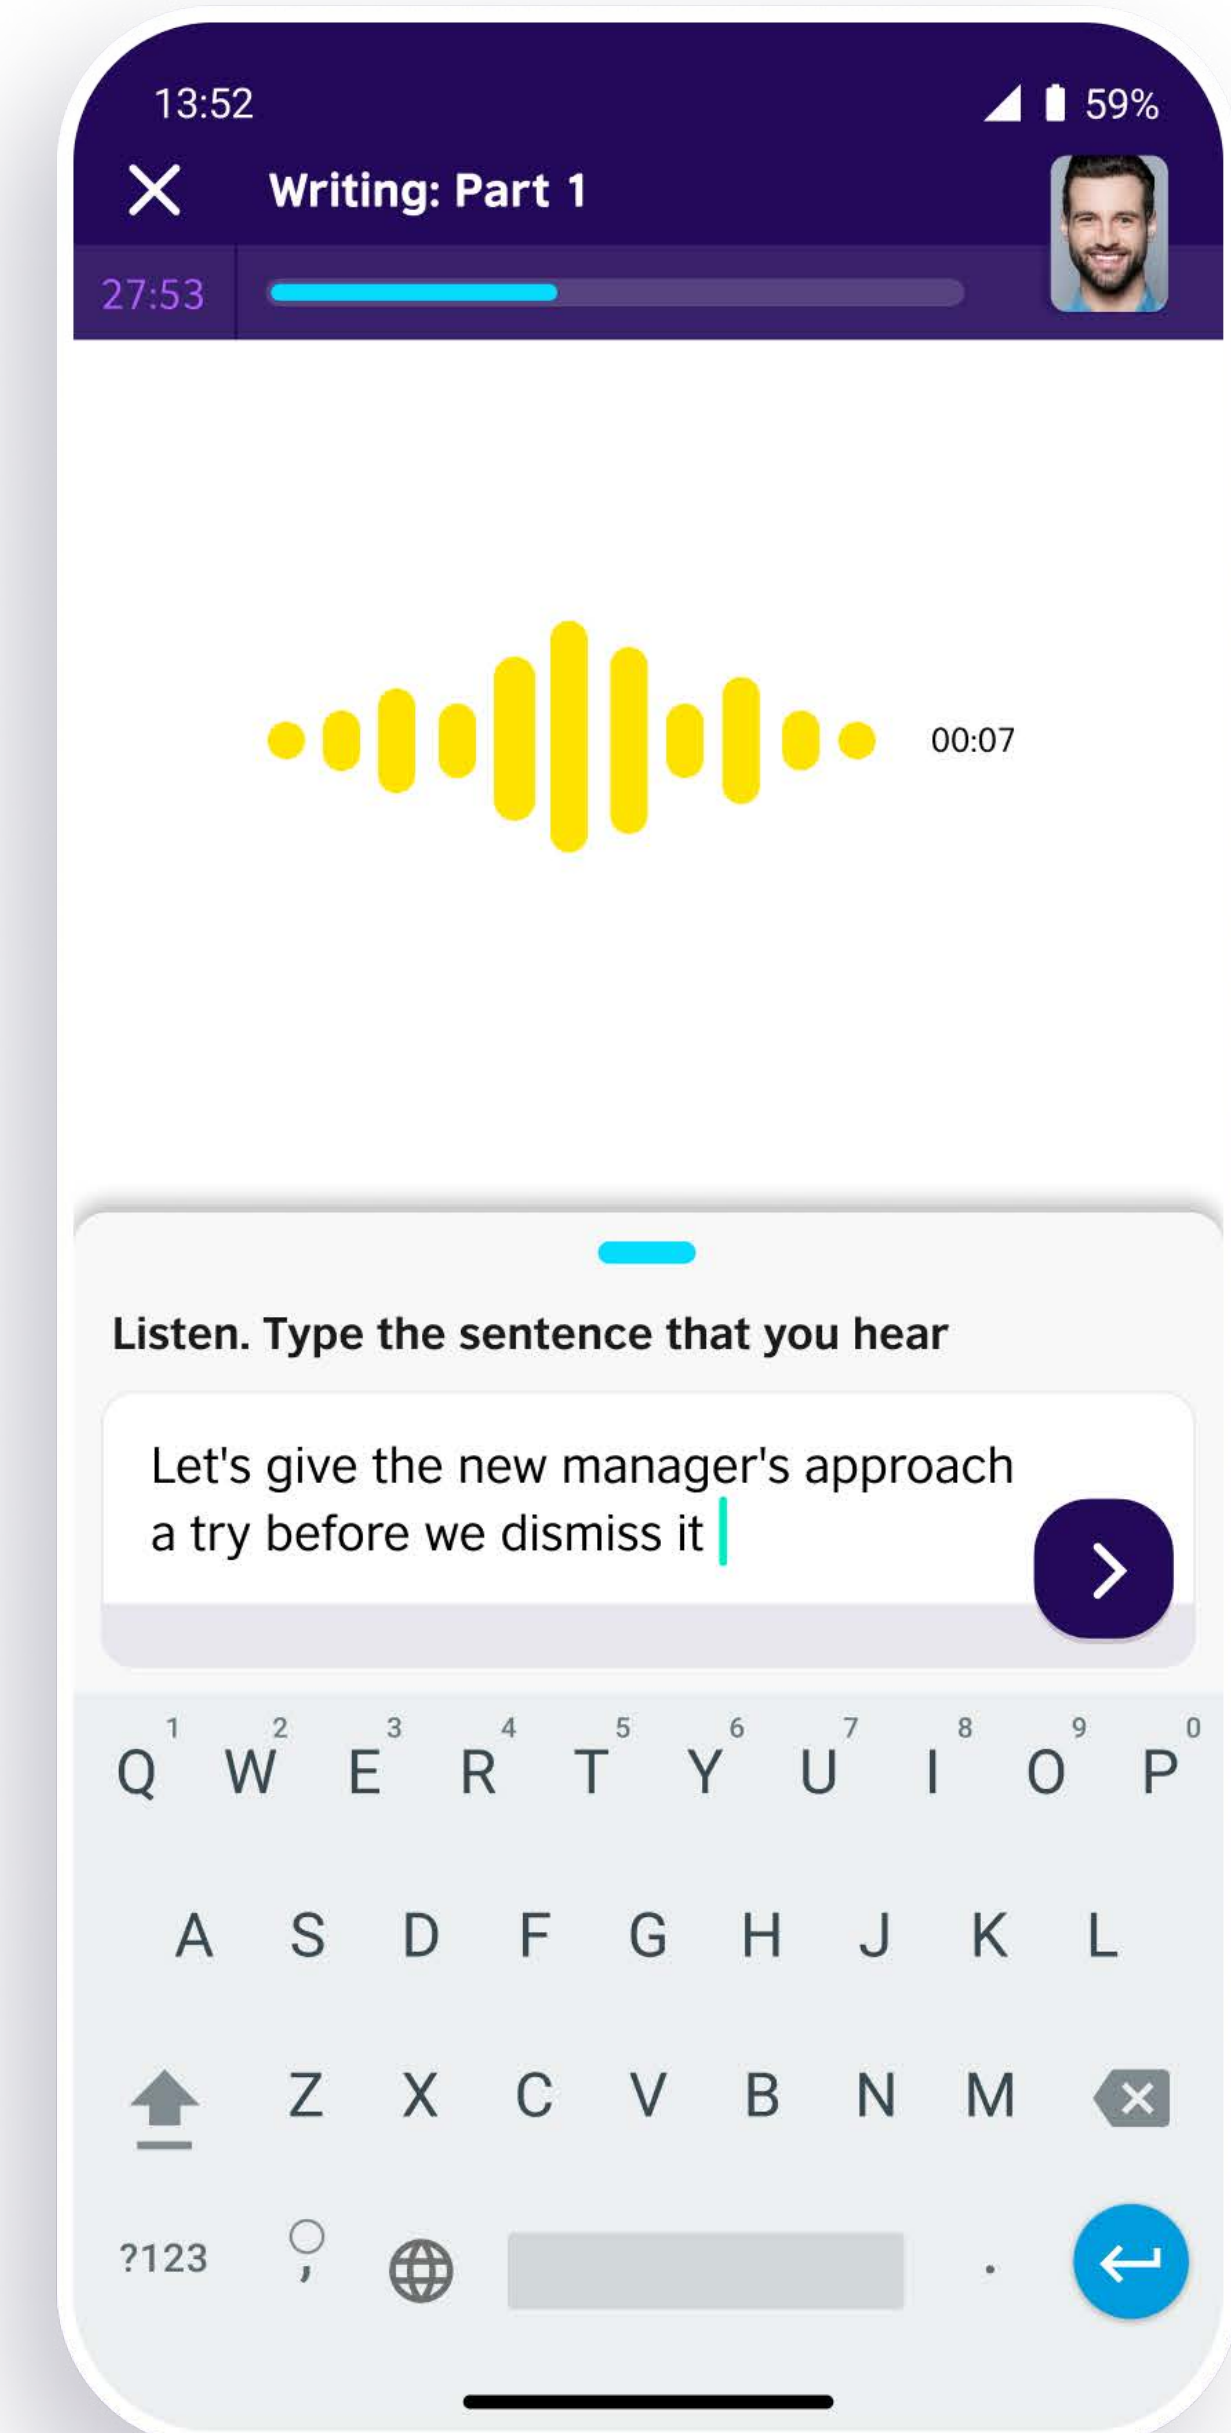 13:52 59%
Writing: Part 1
27:53
00:07
Listen. Type the sentence that you hear
Let's give the new manager's approach
a try before we dismiss it
1 2 3 4 5 6 7 8 9 0
Q W E R T Y U I O P
A S D F G H J K L
Z X C V B N M
?123 , .